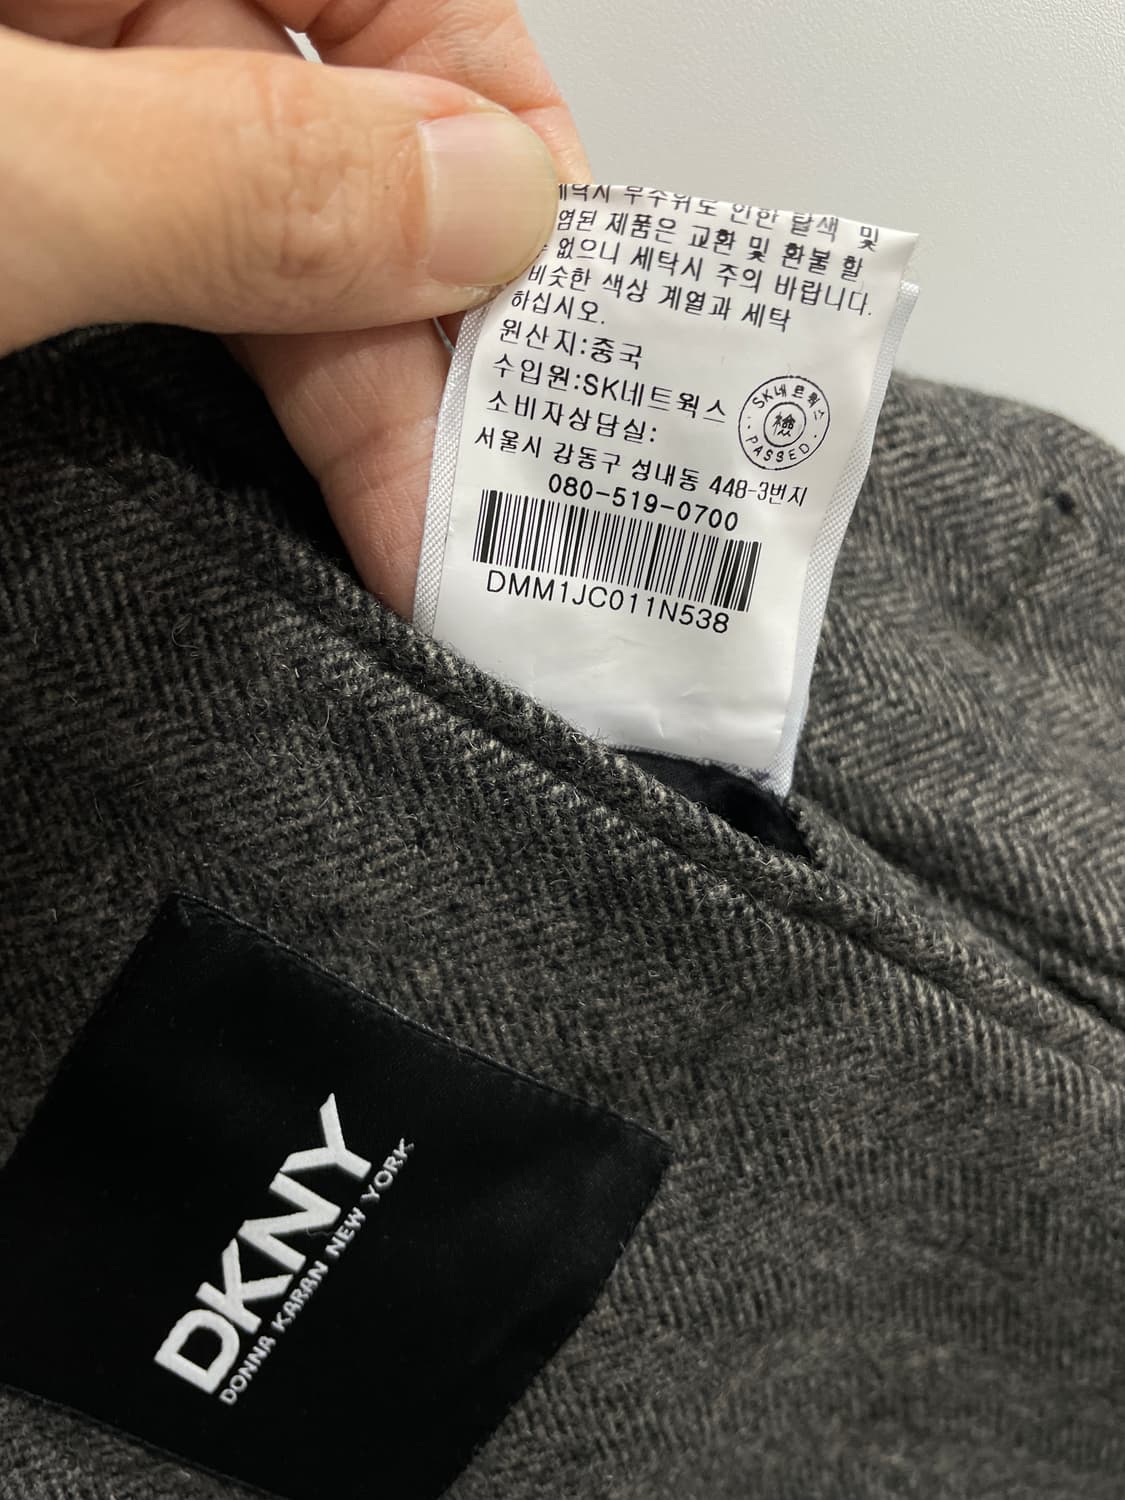 세탁시 부주위로 인한 탈색 및
염된 제품은 교환 및 환불 할
없으니 세탁시 주의 바랍니다.
비슷한 색상 계열과 세탁
하십시오.
원산지:중국
수입원:SK네트웍스
SK네트웍스
檢
PASSED
소비자상담실:
서울시 강동구 성내동 448-3번지
080-519-0700
DMM1JC011N538
DKNY
DONNA KARAN NEW YORK